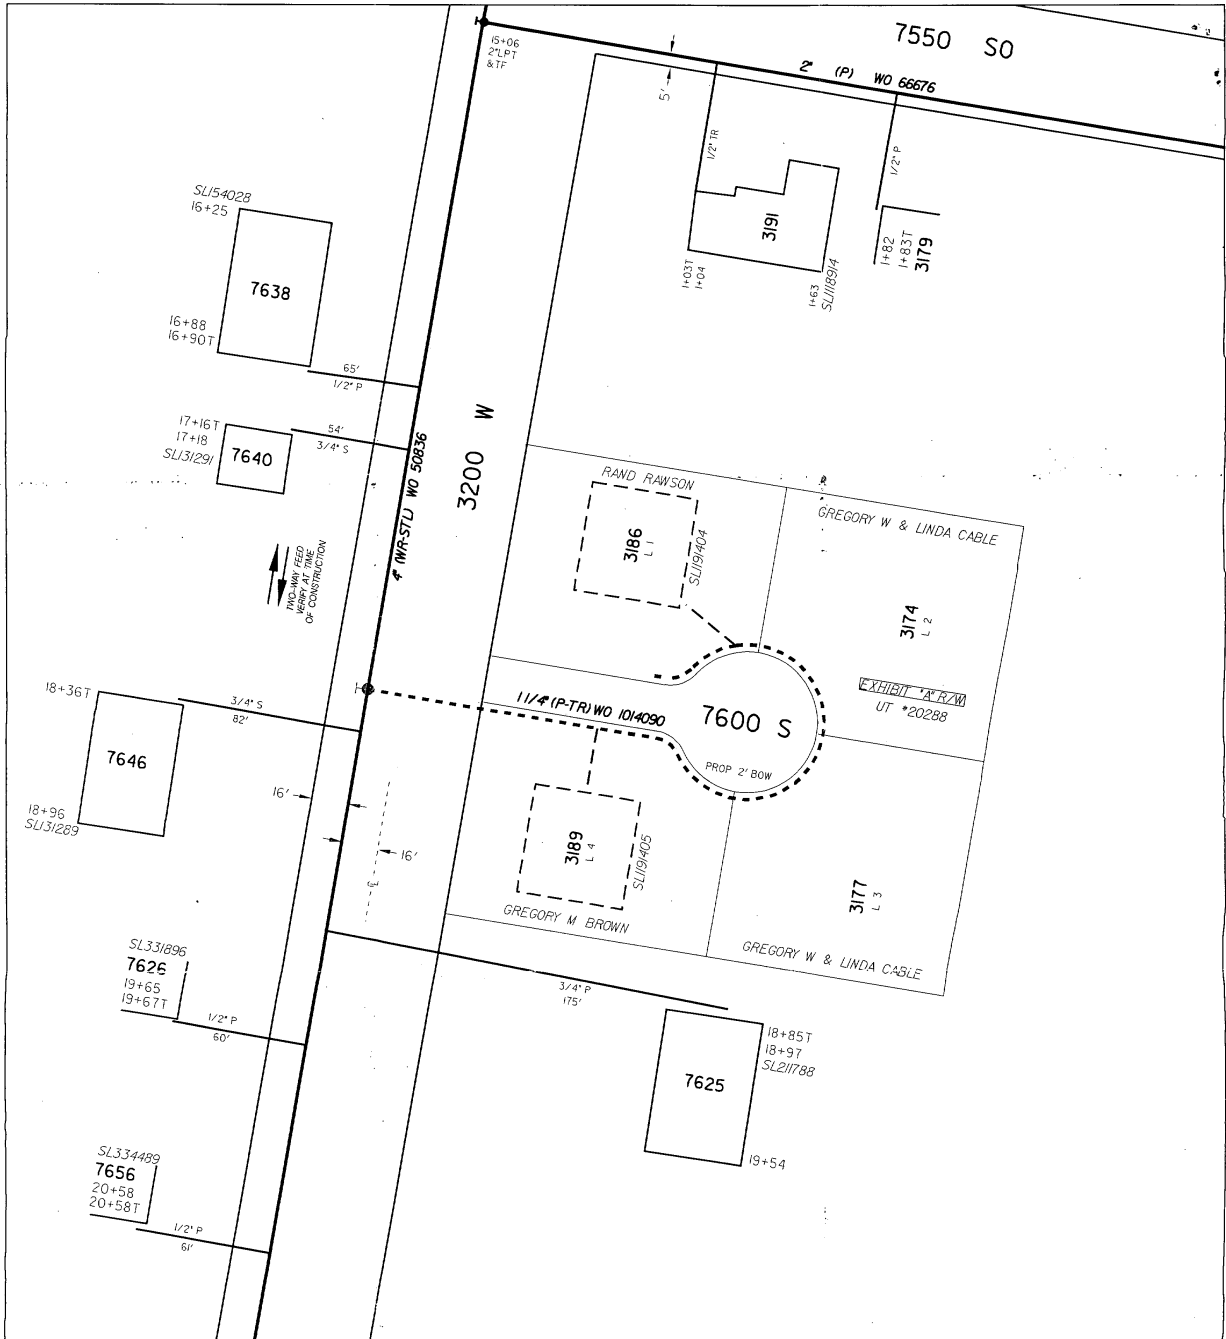 7550 SO
15+06
2"LPT
& TF
5'
2" (P) WO 66676
1/2" TR
1/2" P
SL154028
16+25
7638
16+88
16+90T
65'
1/2" P
3191
1+03T
1+04
1+63
SL1118914
1+82
1+83T
3179
17+16T
17+18
SL131291
7640
54'
3/4" S
4" (WR-STL) WO 50836
3200 W
TWO-WAY FEED
VERIFY AT TIME
OF CONSTRUCTION
RAND RAWSON
3186
L 1
SL1191404
GREGORY W & LINDA CABLE
3174
L 2
EXHIBIT "A" R/W
UT #20288
18+36T
3/4" S
82'
7646
18+96
SL131289
16'
16'
1 1/4" (P-TR) WO 1014090
7600 S
PROP 2' BOW
3189
L 4
SL1191405
GREGORY M BROWN
3177
L 3
GREGORY W & LINDA CABLE
SL331896
7626
19+65
19+67T
1/2" P
60'
3/4" P
175'
18+85T
18+97
SL211788
7625
19+54
SL334489
7656
20+58
20+58T
1/2" P
61'